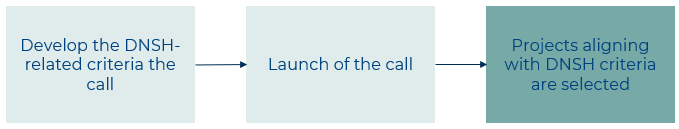 Develop the DNSH-
related criteria the
call
Launch of the call
Projects aligning
with DNSH criteria
are selected